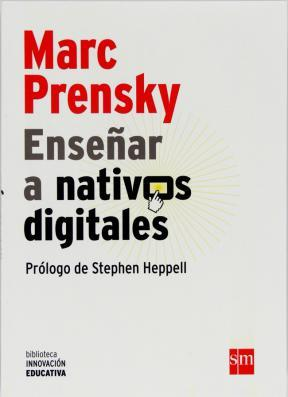 Marc
Prensky
Enseñar
a nativos
digitales
Prólogo de Stephen Heppell
biblioteca
INNOVACIÓN
EDUCATIVA
sm